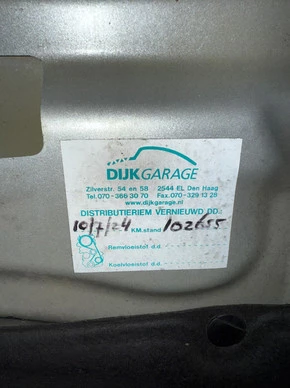 DIJKGARAGE
Zilverstr. 54 en 58 2544 EL Den Haag
Tel. 070-366 30 70 Fax. 070-329 13 29
DISTRIBUTIERIEM VERNIEUWD DD.:
www.dijkgarage.nl
10/7/24 KM.stand 102655
Remvloeistof d.d.
Koelvloeistof d.d.